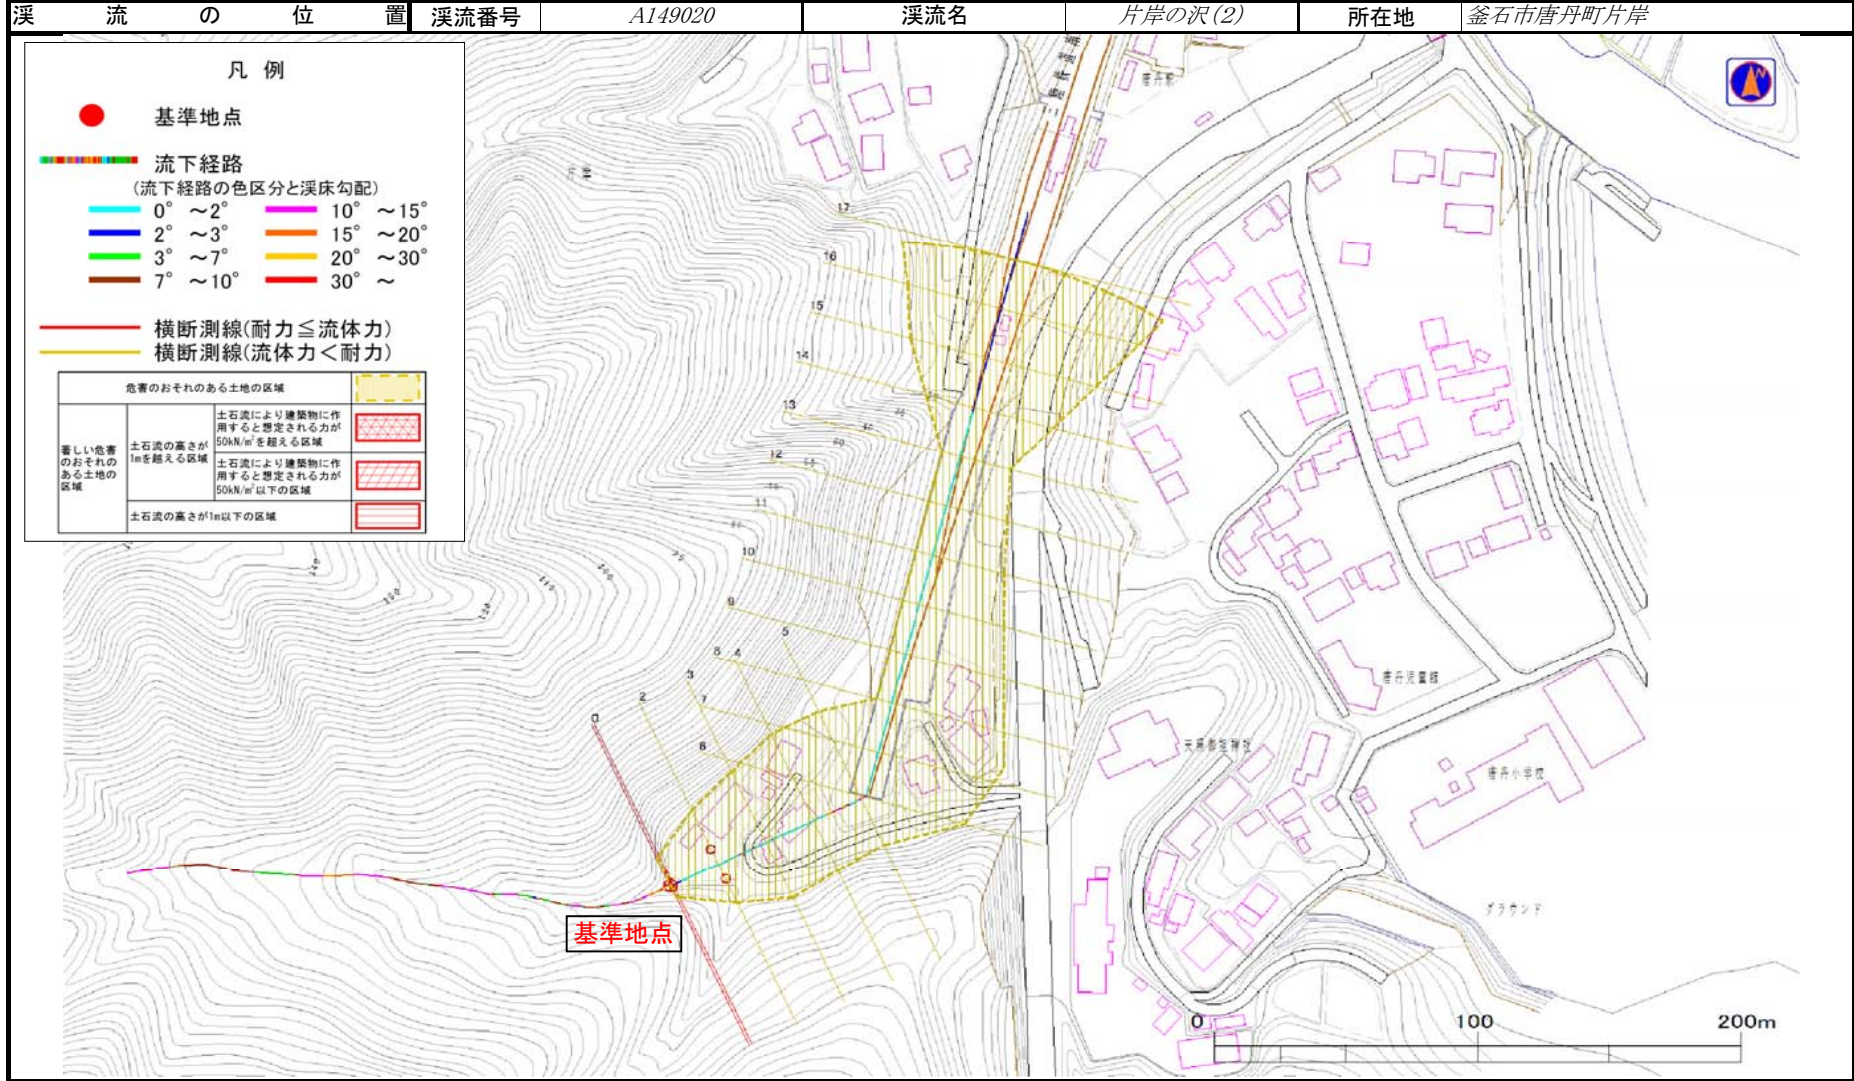 渓流の位置 渓流番号 A149020 渓流名 片岸の沢(2) 所在地 釜石市唐丹町片岸
凡 例
基準地点
流下経路
(流下経路の色区分と渓床勾配)
0° ～2° 10° ～15°
2° ～3° 15° ～20°
3° ～7° 20° ～30°
7° ～10° 30° ～
横断測線(耐力≦流体力)
横断測線(流体力＜耐力)
危害のおそれのある土地の区域
著しい危害のおそれのある土地の区域
土石流の高さが1mを越える区域
土石流により建築物に作用すると想定される力が50kN/㎡を超える区域
土石流により建築物に作用すると想定される力が50kN/㎡以下の区域
土石流の高さが1m以下の区域
N
唐丹駅
17
16
15
14
13
12
11
10
9
5
8 4
3
7
2
6
0
唐丹児童館
天照御祖神社
唐丹小学校
グラウンド
基準地点
0 100 200m